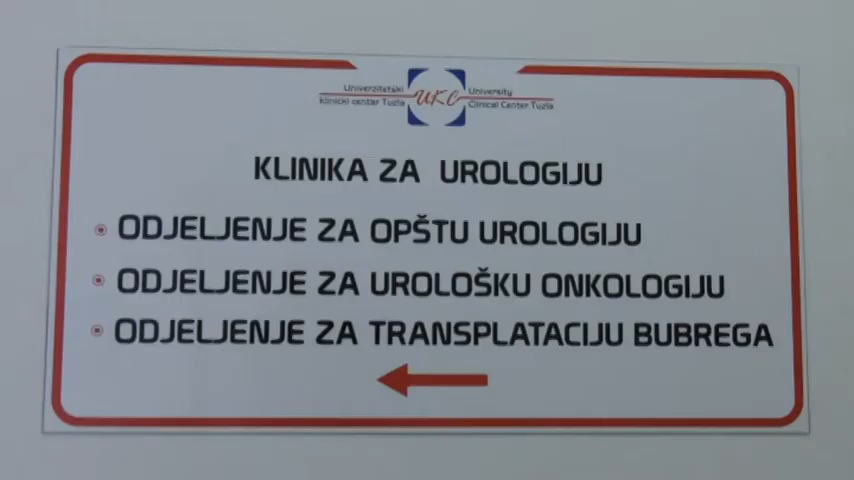 Univerzitetski
klinički centar Tuzla
UKC
University
Clinical Center Tuzla
KLINIKA ZA UROLOGIJU
ODJELJENJE ZA OPŠTU UROLOGIJU
ODJELJENJE ZA UROLOŠKU ONKOLOGIJU
ODJELJENJE ZA TRANSPLATACIJU BUBREGA